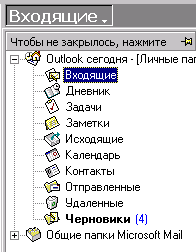 Входящие
Чтобы не закрылось, нажмите
Outlook сегодня - [Личные пап
Входящие
Дневник
Задачи
Заметки
Исходящие
Календарь
Контакты
Отправленные
Удаленные
Черновики (4)
Общие папки Microsoft Mail